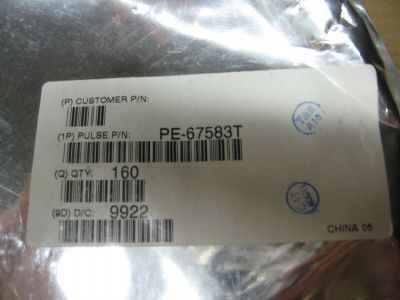 (P) CUSTOMER P/N:
(1P) PULSE P/N: PE-67583T
(Q) QTY: 160
(9D) D/C: 9922
CHINA 05